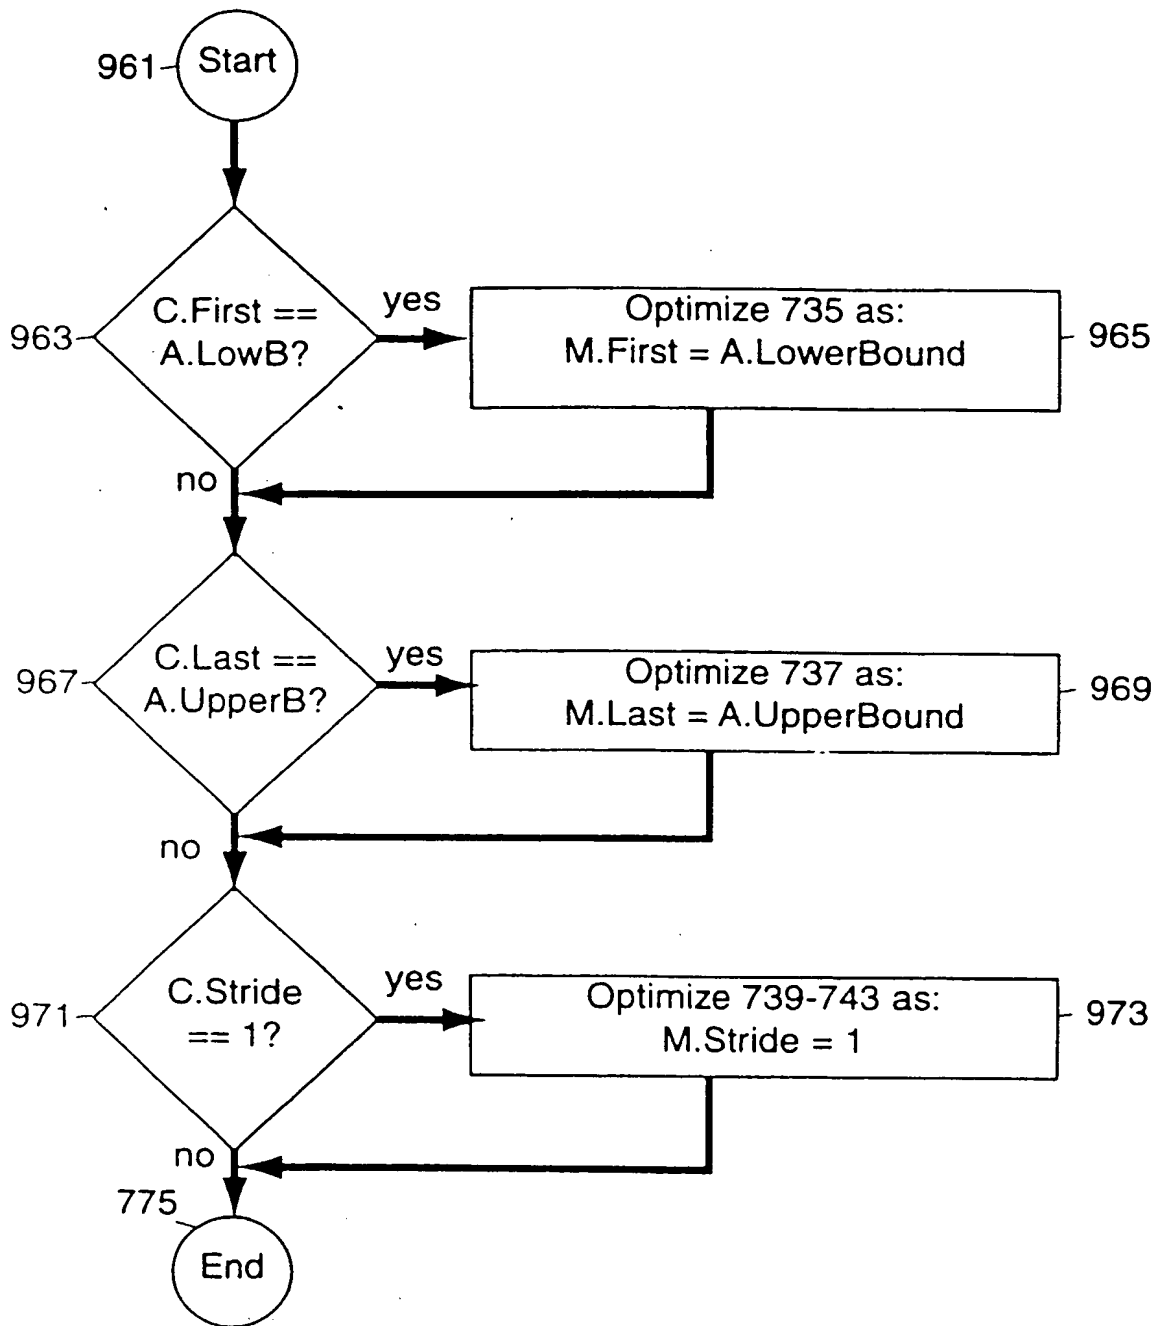 961
Start
963
C.First ==
A.LowB?
yes
Optimize 735 as:
M.First = A.LowerBound
965
no
967
C.Last ==
A.UpperB?
yes
Optimize 737 as:
M.Last = A.UpperBound
969
no
971
C.Stride
== 1?
yes
Optimize 739-743 as:
M.Stride = 1
973
no
775
End